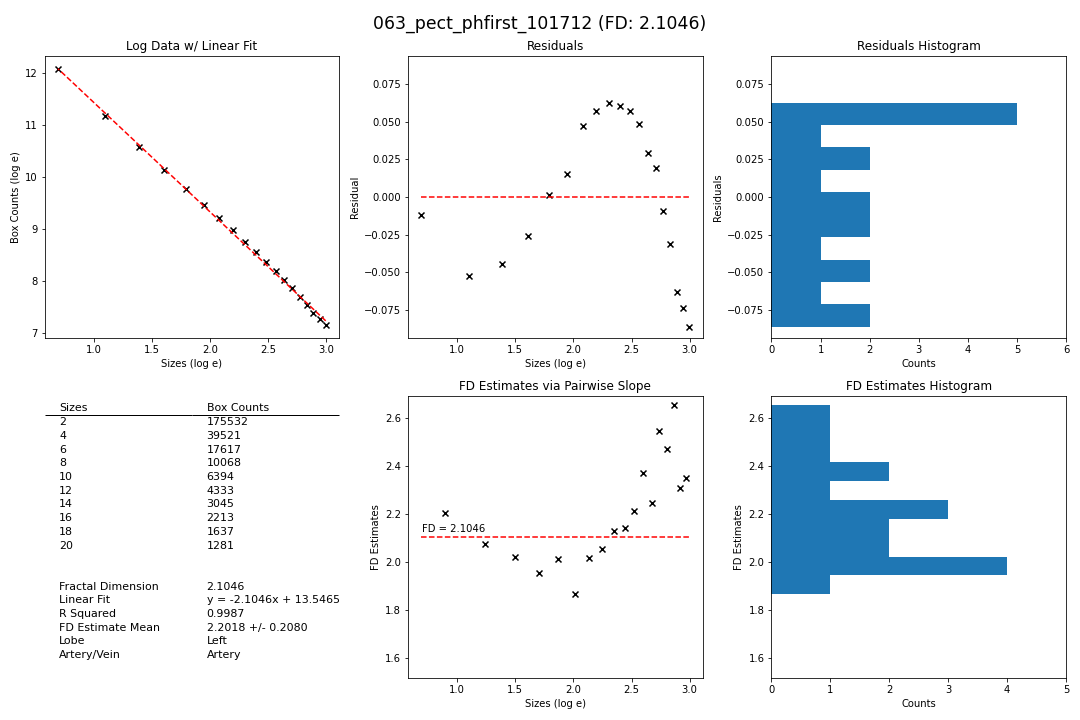 063_pect_phfirst_101712 (FD: 2.1046)
Log Data w/ Linear Fit
12
11
10
9
8
7
Box Counts (log e)
1.0 1.5 2.0 2.5 3.0
Sizes (log e)
Residuals
0.075
0.050
0.025
0.000
−0.025
−0.050
−0.075
Residual
1.0 1.5 2.0 2.5 3.0
Sizes (log e)
Residuals Histogram
0.075
0.050
0.025
0.000
−0.025
−0.050
−0.075
Residuals
0 1 2 3 4 5 6
Counts
Sizes Box Counts
2 175532
4 39521
6 17617
8 10068
10 6394
12 4333
14 3045
16 2213
18 1637
20 1281
Fractal Dimension 2.1046
Linear Fit y = -2.1046x + 13.5465
R Squared 0.9987
FD Estimate Mean 2.2018 +/- 0.2080
Lobe Left
Artery/Vein Artery
FD Estimates via Pairwise Slope
2.6
2.4
2.2
2.0
1.8
1.6
FD Estimates
FD = 2.1046
1.0 1.5 2.0 2.5 3.0
Sizes (log e)
FD Estimates Histogram
2.6
2.4
2.2
2.0
1.8
1.6
FD Estimates
0 1 2 3 4 5
Counts